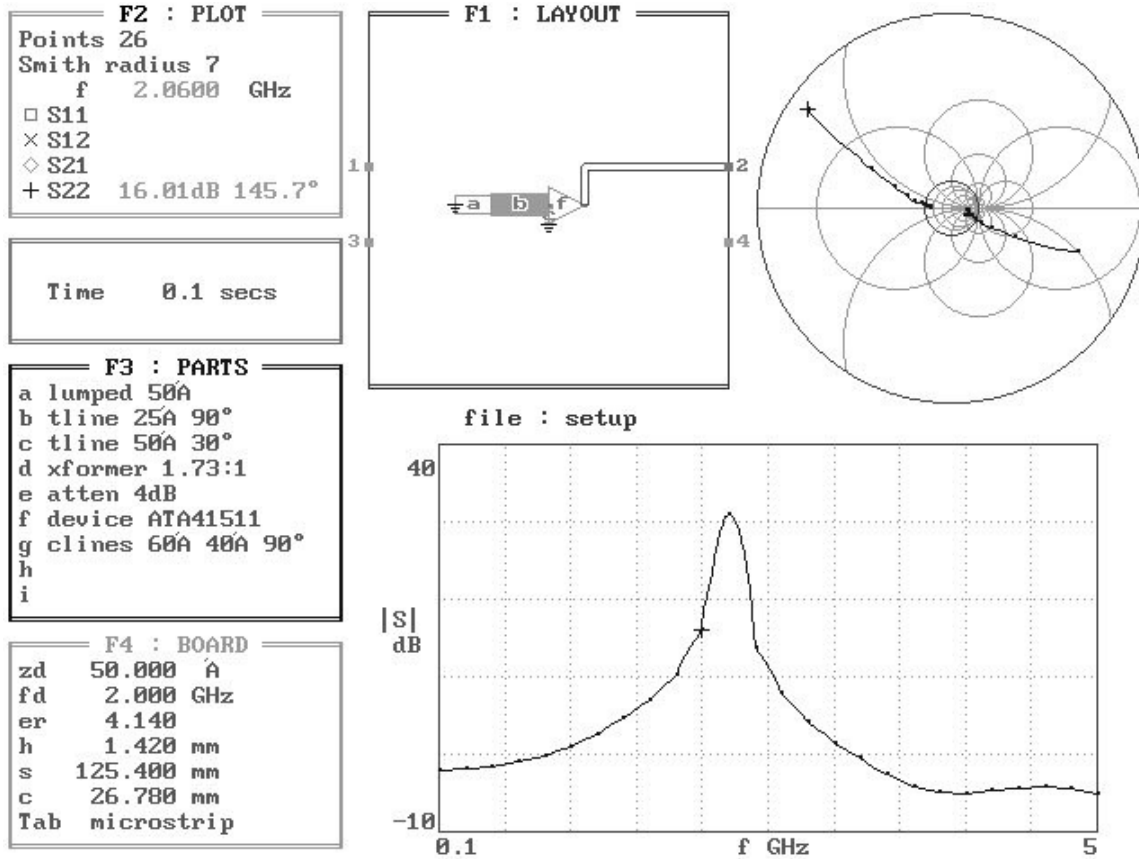 F2 : PLOT
Points 26
Smith radius 7
f 2.0600 GHz
□ S11
× S12
◇ S21
+ S22 16.01dB 145.7°
Time 0.1 secs
F3 : PARTS
a lumped 50Á
b tline 25Á 90°
c tline 50Á 30°
d xformer 1.73:1
e atten 4dB
f device ATA41511
g clines 60Á 40Á 90°
h
i
F4 : BOARD
zd 50.000 Á
fd 2.000 GHz
er 4.140
h 1.420 mm
s 125.400 mm
c 26.780 mm
Tab microstrip
F1 : LAYOUT
1
2
3
4
a b f
file : setup
40
|S|
dB
-10
0.1 f GHz 5